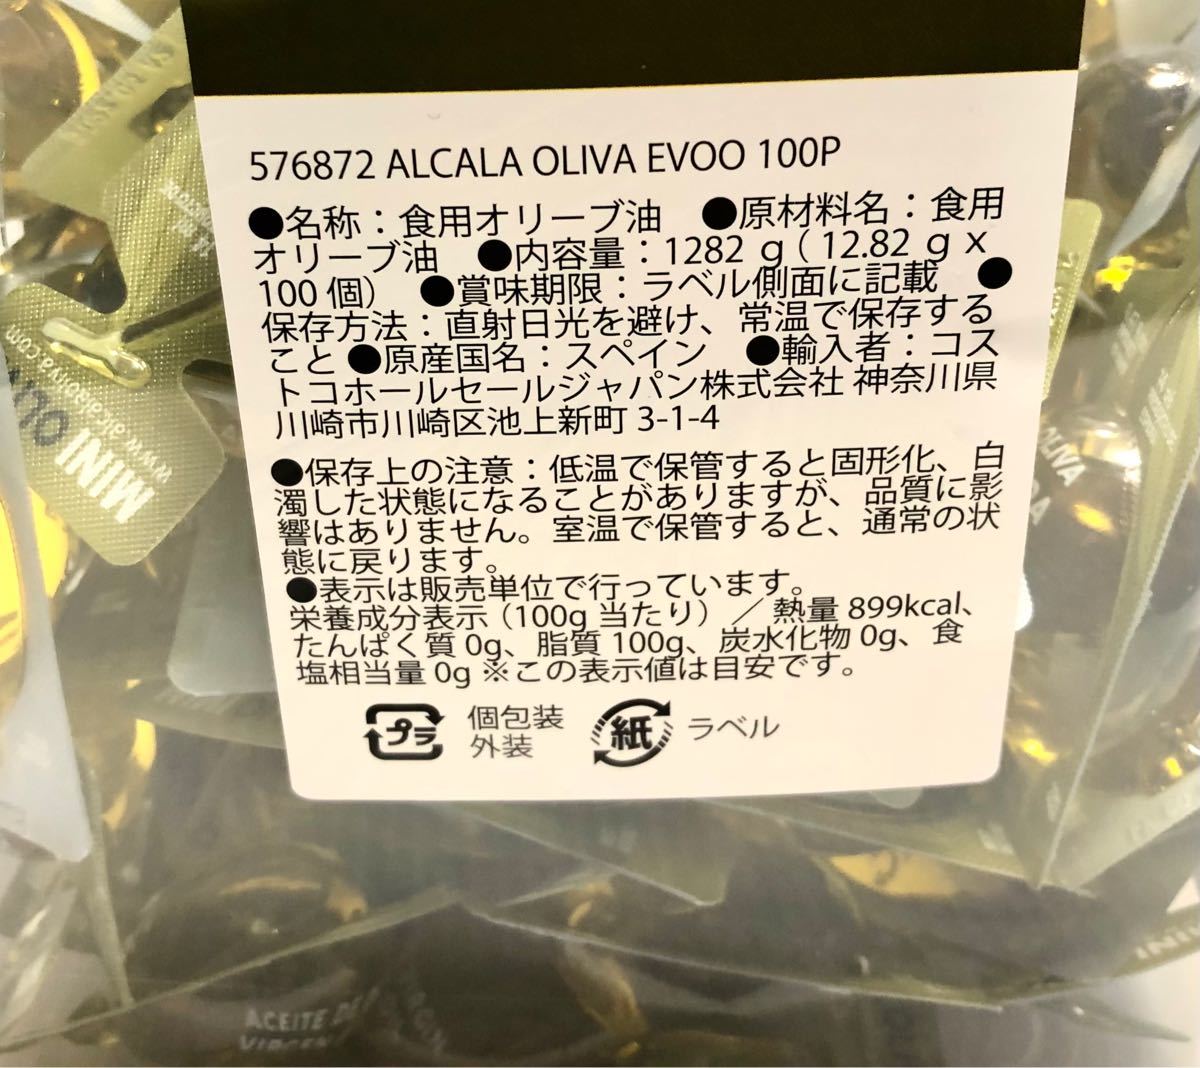 576872 ALCALA OLIVA EVOO 100P
●名称：食用オリーブ油　●原材料名：食用
オリーブ油　●内容量：1282 g（12.82 g x
100 個）　●賞味期限：ラベル側面に記載　●
保存方法：直射日光を避け、常温で保存する
こと ●原産国名：スペイン　●輸入者：コス
トコホールセールジャパン株式会社 神奈川県
川崎市川崎区池上新町 3-1-4
●保存上の注意：低温で保管すると固形化、白
濁した状態になることがありますが、品質に影
響はありません。室温で保管すると、通常の状
態に戻ります。
●表示は販売単位で行っています。
栄養成分表示（100g 当たり）／熱量 899kcal、
たんぱく質 0g、脂質 100g、炭水化物 0g、食
塩相当量 0g ※この表示値は目安です。
プラ
個包装
外装
紙
ラベル
MINI OLIVA
www.alcalaoliva.com
OLIVA
ACEITE DE
VIRGEN
MINI